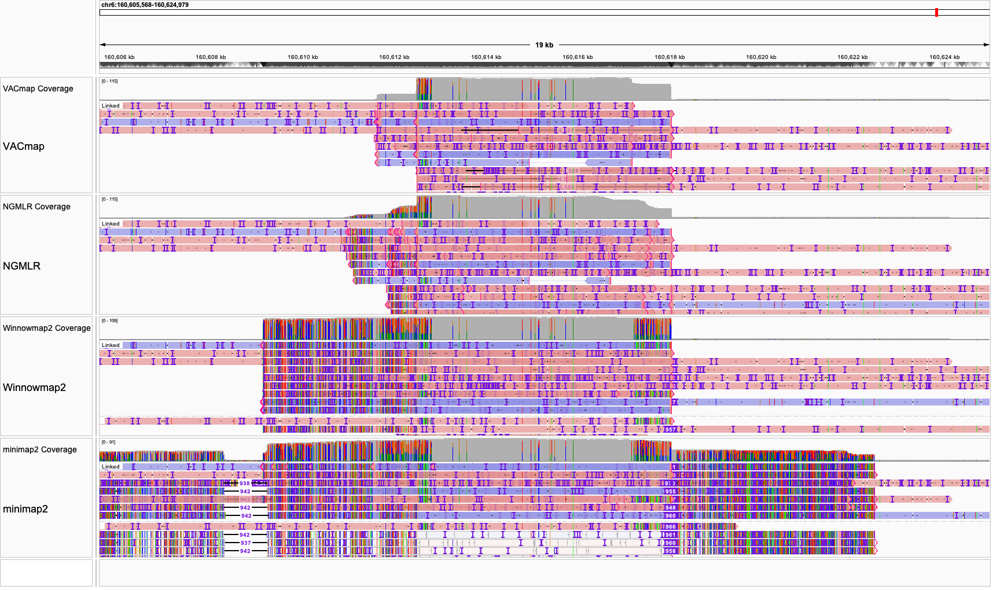 chr6:160,605,568-160,624,979
19 kb
160,606 kb 160,608 kb 160,610 kb 160,612 kb 160,614 kb 160,616 kb 160,618 kb 160,620 kb 160,622 kb 160,624 kb
VACmap Coverage
[0 - 115]
Linked
VACmap
NGMLR Coverage
[0 - 115]
Linked
NGMLR
Winnowmap2 Coverage
[0 - 109]
Linked
Winnowmap2
7
957
minimap2 Coverage
[0 - 91]
Linked
1
938
942 955
942
minimap2
942 948
942 960
966
942 961
937 960
942 958